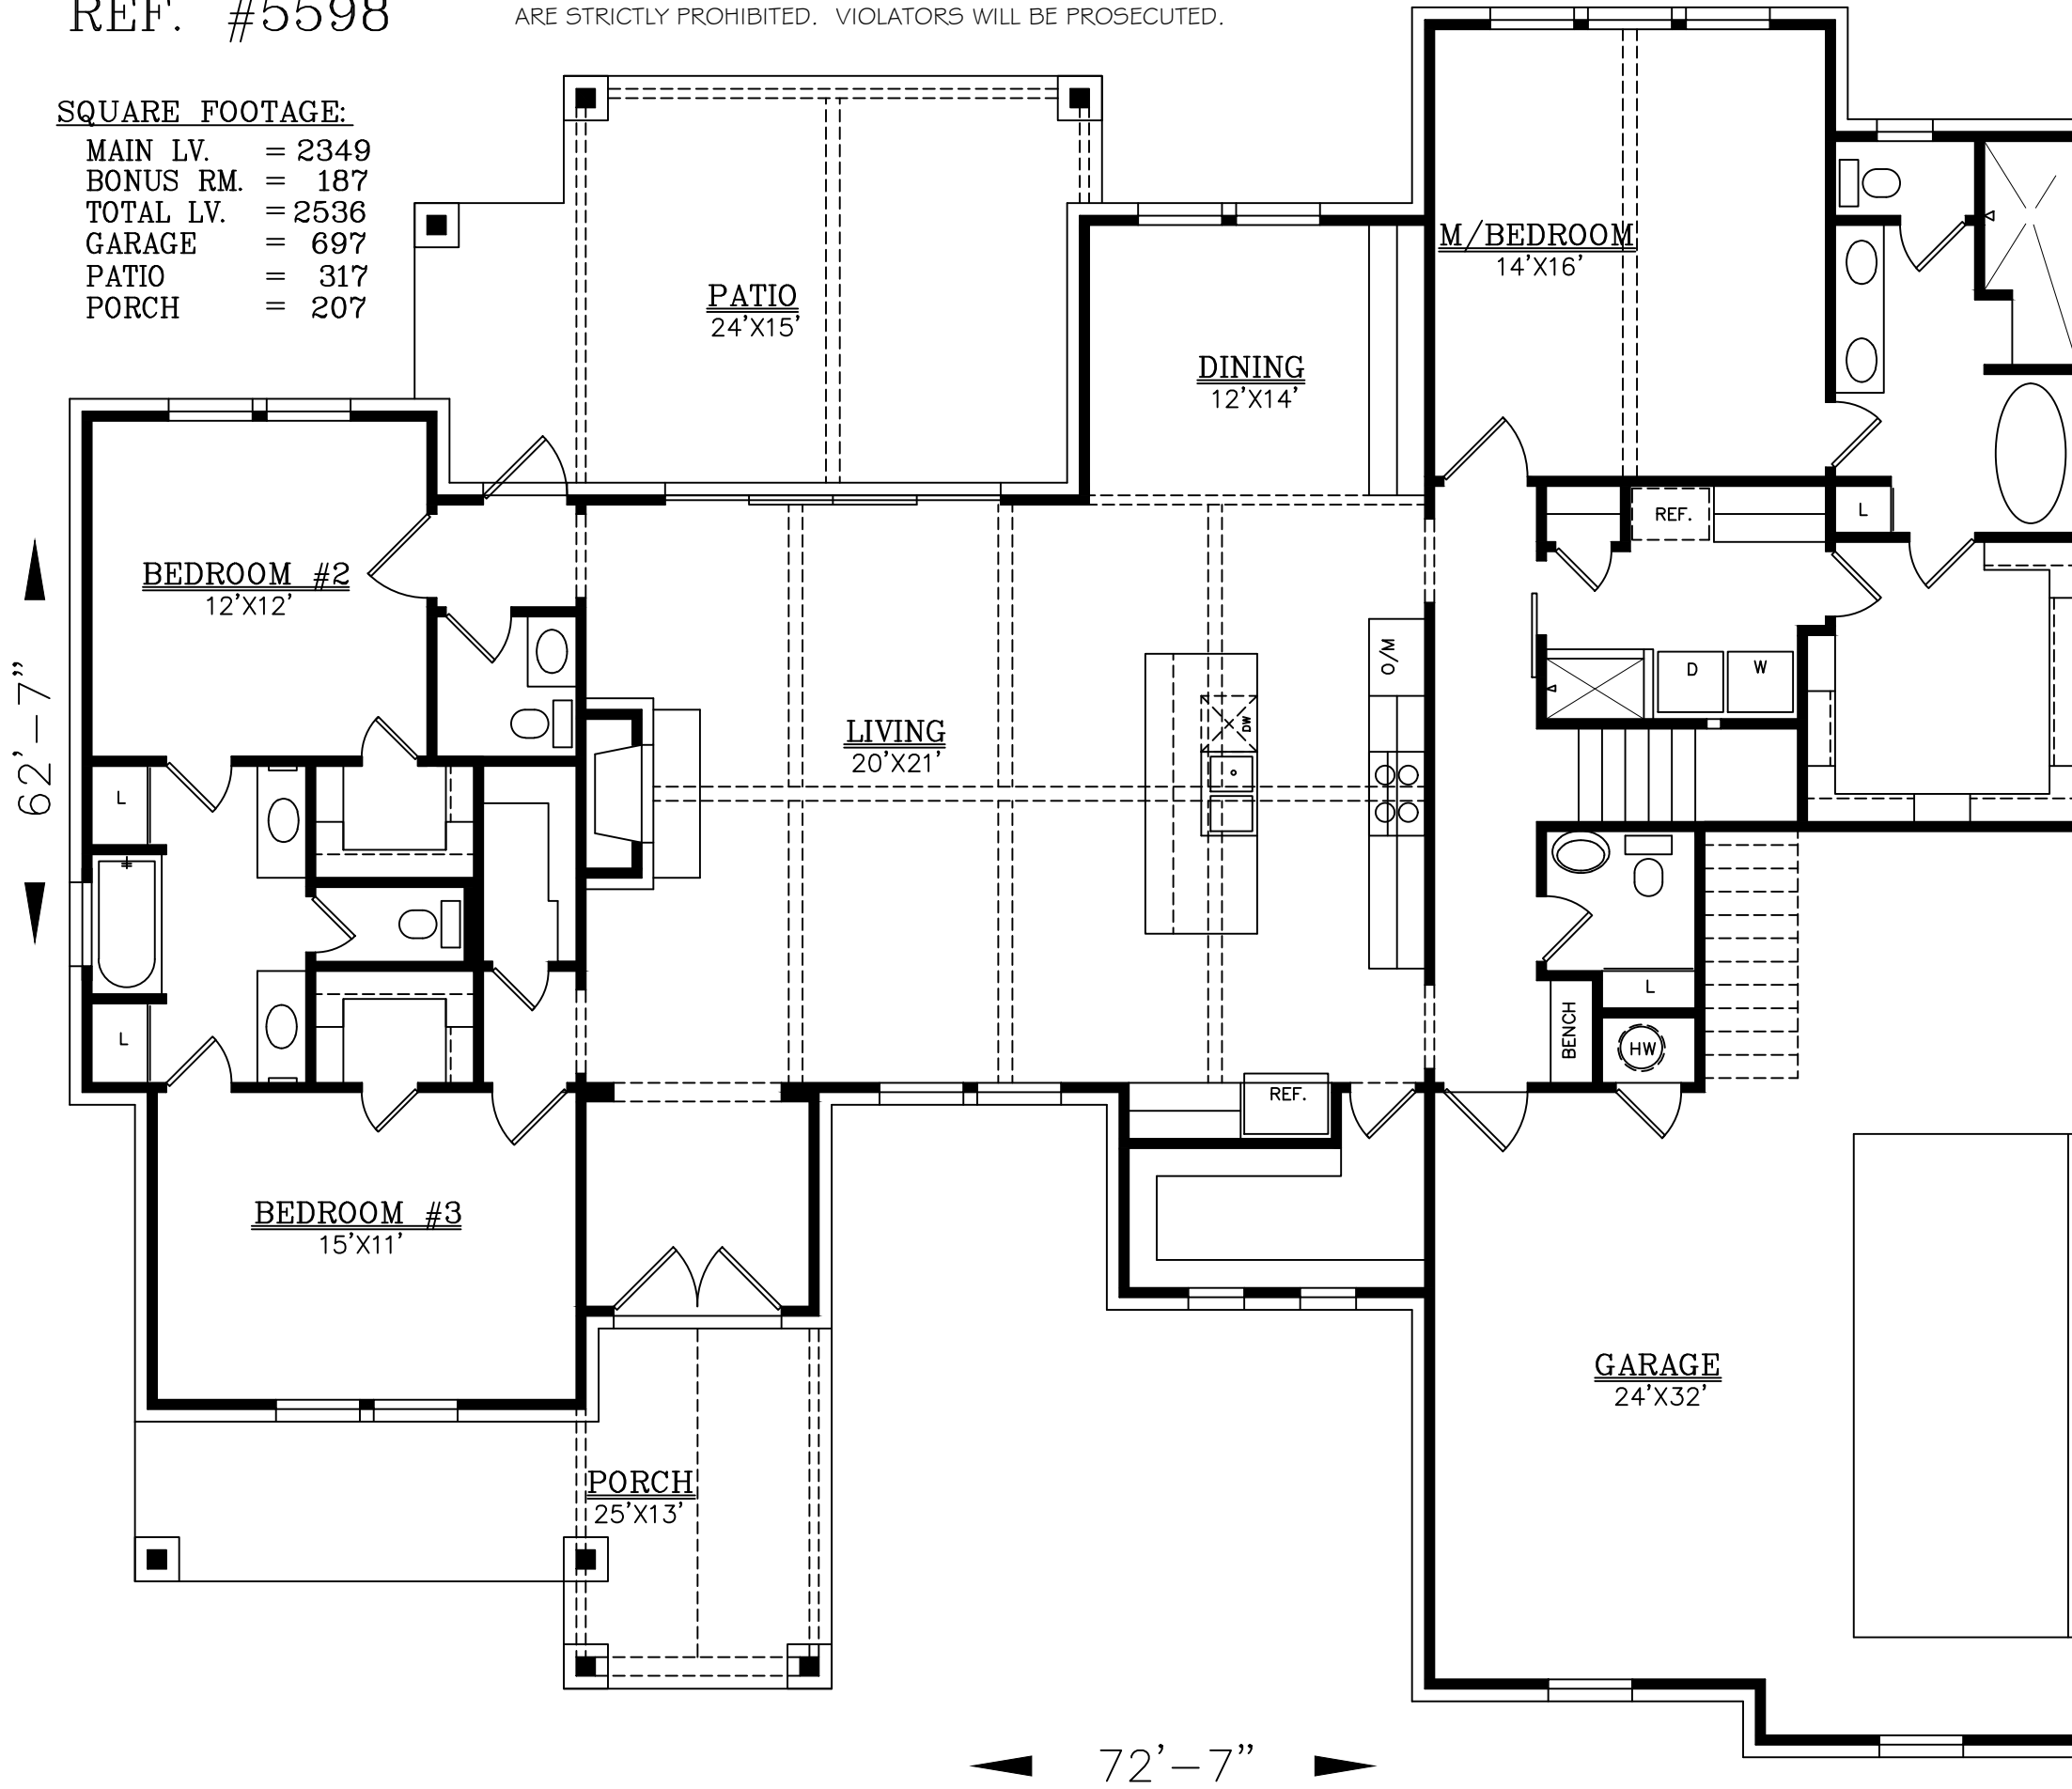 REF. #5598
ARE STRICTLY PROHIBITED. VIOLATORS WILL BE PROSECUTED.
SQUARE FOOTAGE:
MAIN LV. = 2349
BONUS RM. = 187
TOTAL LV. = 2536
GARAGE = 697
PATIO = 317
PORCH = 207
M/BEDROOM
14'X16'
PATIO
24'X15'
DINING
12'X14'
REF.
L
BEDROOM #2
12'X12'
62'-7"
O/M
D
W
DW
LIVING
20'X21'
L
L
L
BENCH
HW
REF.
BEDROOM #3
15'X11'
GARAGE
24'X32'
PORCH
25'X13'
72'-7"